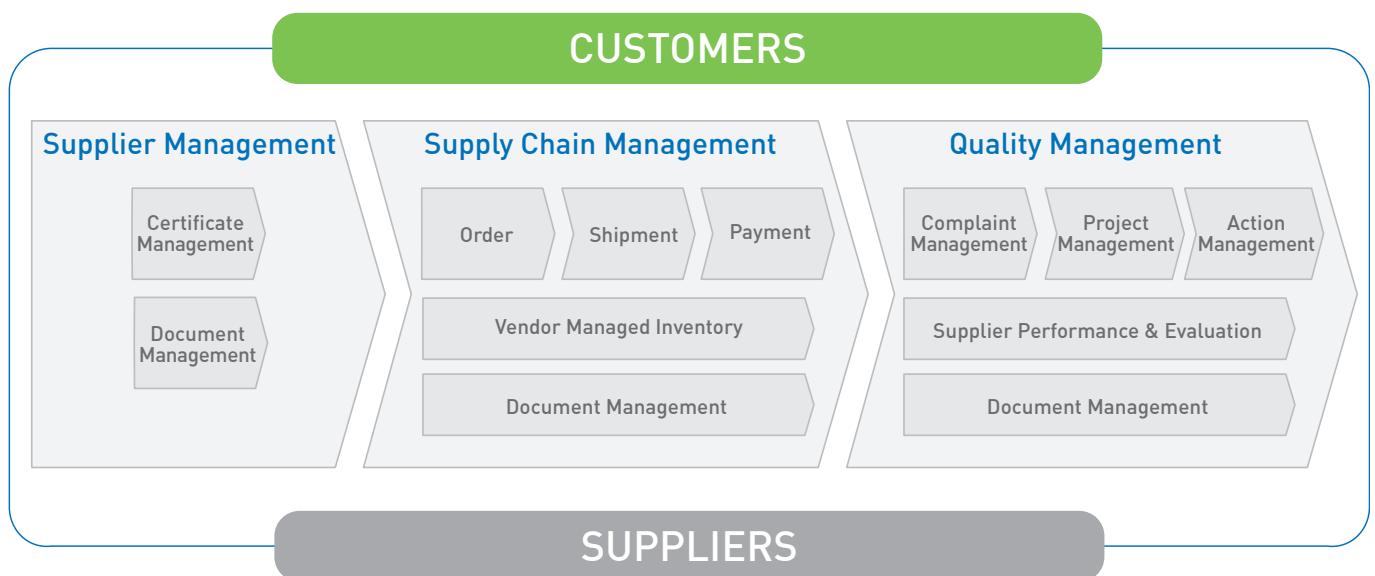 CUSTOMERS
Supplier Management
Certificate
Management
Document
Management
Supply Chain Management
Order
Shipment
Payment
Vendor Managed Inventory
Document Management
Quality Management
Complaint
Management
Project
Management
Action
Management
Supplier Performance & Evaluation
Document Management
SUPPLIERS